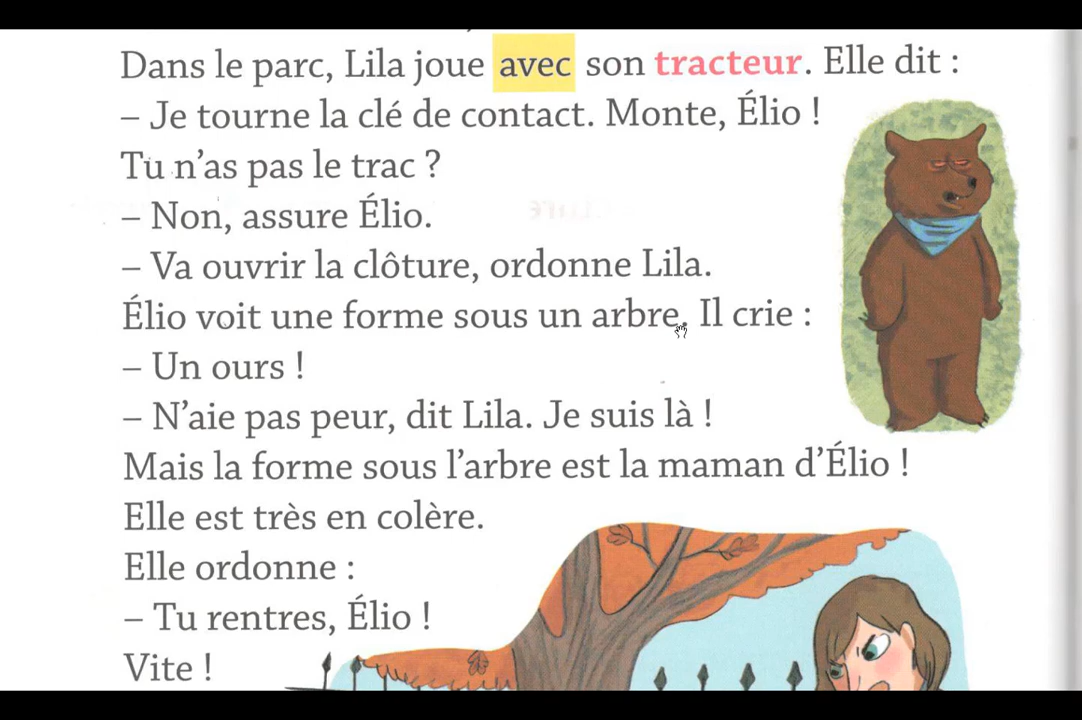 Dans le parc, Lila joue avec son tracteur. Elle dit :
– Je tourne la clé de contact. Monte, Élio !
Tu n'as pas le trac ?
– Non, assure Élio.
– Va ouvrir la clôture, ordonne Lila.
Élio voit une forme sous un arbre. Il crie :
– Un ours !
– N'aie pas peur, dit Lila. Je suis là !
Mais la forme sous l'arbre est la maman d'Élio !
Elle est très en colère.
Elle ordonne :
– Tu rentres, Élio !
Vite !